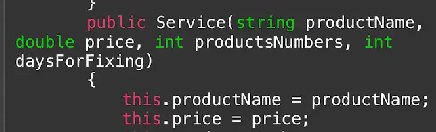 }
public Service(string productName,
double price, int productsNumbers, int
daysForFixing)
{
this.productName = productName;
this.price = price;